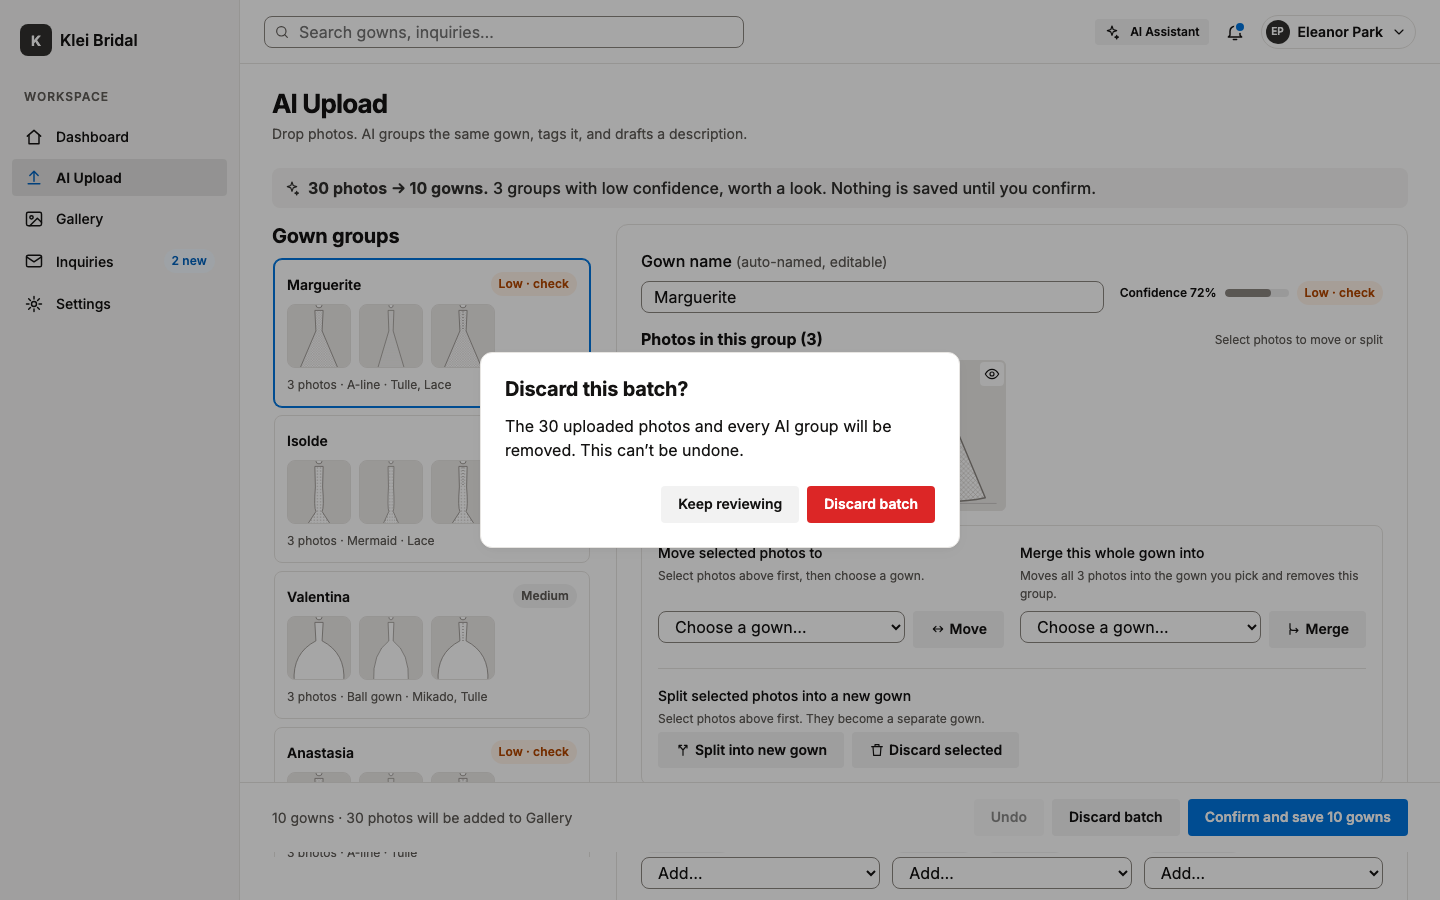 K Klei Bridal
Search gowns, inquiries...
AI Assistant
EP Eleanor Park
WORKSPACE
Dashboard
AI Upload
Gallery
Inquiries 2 new
Settings
AI Upload
Drop photos. AI groups the same gown, tags it, and drafts a description.
30 photos → 10 gowns. 3 groups with low confidence, worth a look. Nothing is saved until you confirm.
Gown groups
Marguerite Low · check
3 photos · A-line · Tulle, Lace
Isolde
3 photos · Mermaid · Lace
Valentina Medium
3 photos · Ball gown · Mikado, Tulle
Anastasia Low · check
3 photos · A-line · Tulle
Gown name (auto-named, editable)
Marguerite
Confidence 72% Low · check
Photos in this group (3)
Select photos to move or split
Discard this batch?
The 30 uploaded photos and every AI group will be
removed. This can’t be undone.
Keep reviewing Discard batch
Move selected photos to
Select photos above first, then choose a gown.
Choose a gown... Move
Merge this whole gown into
Moves all 3 photos into the gown you pick and removes this
group.
Choose a gown... Merge
Split selected photos into a new gown
Select photos above first. They become a separate gown.
Split into new gown Discard selected
10 gowns · 30 photos will be added to Gallery
Undo Discard batch Confirm and save 10 gowns
Add... Add... Add...